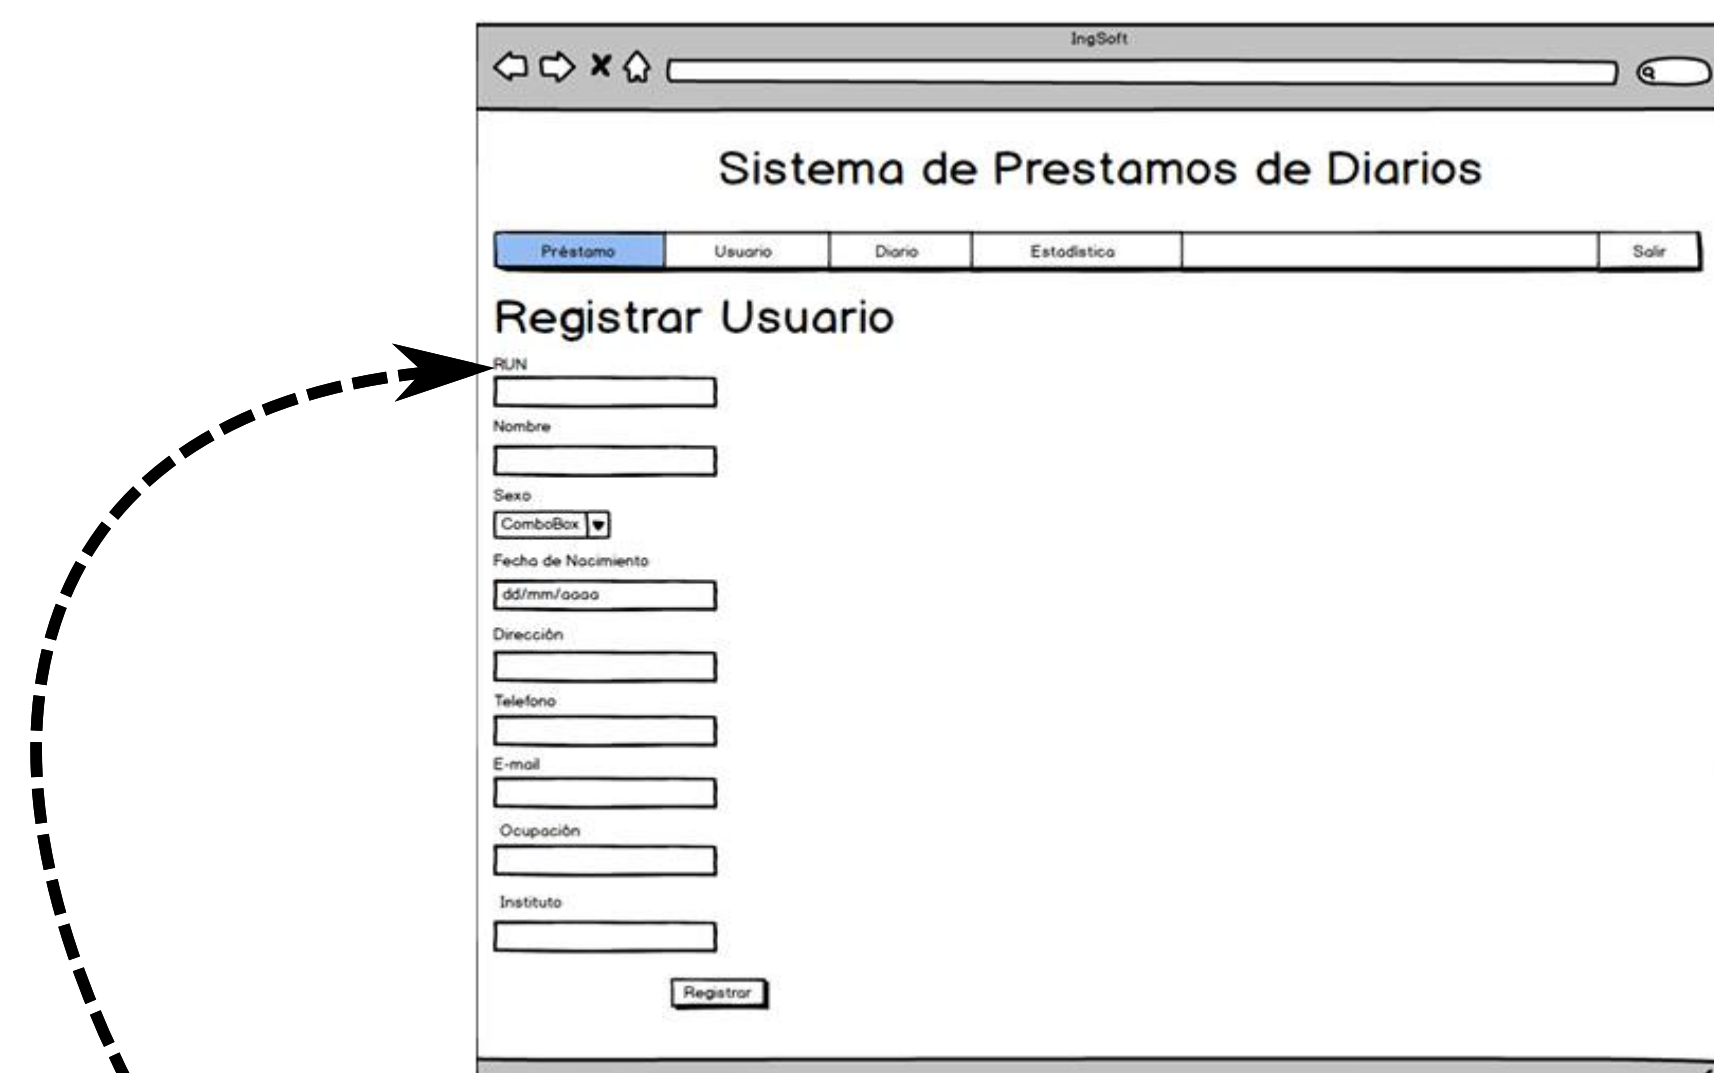 IngSoft
Sistema de Prestamos de Diarios
Préstamo Usuario Diario Estadística Salir
Registrar Usuario
RUN
Nombre
Sexo
ComboBox
Fecha de Nacimiento
dd/mm/aaaa
Dirección
Telefono
E-mail
Ocupación
Instituto
Registrar